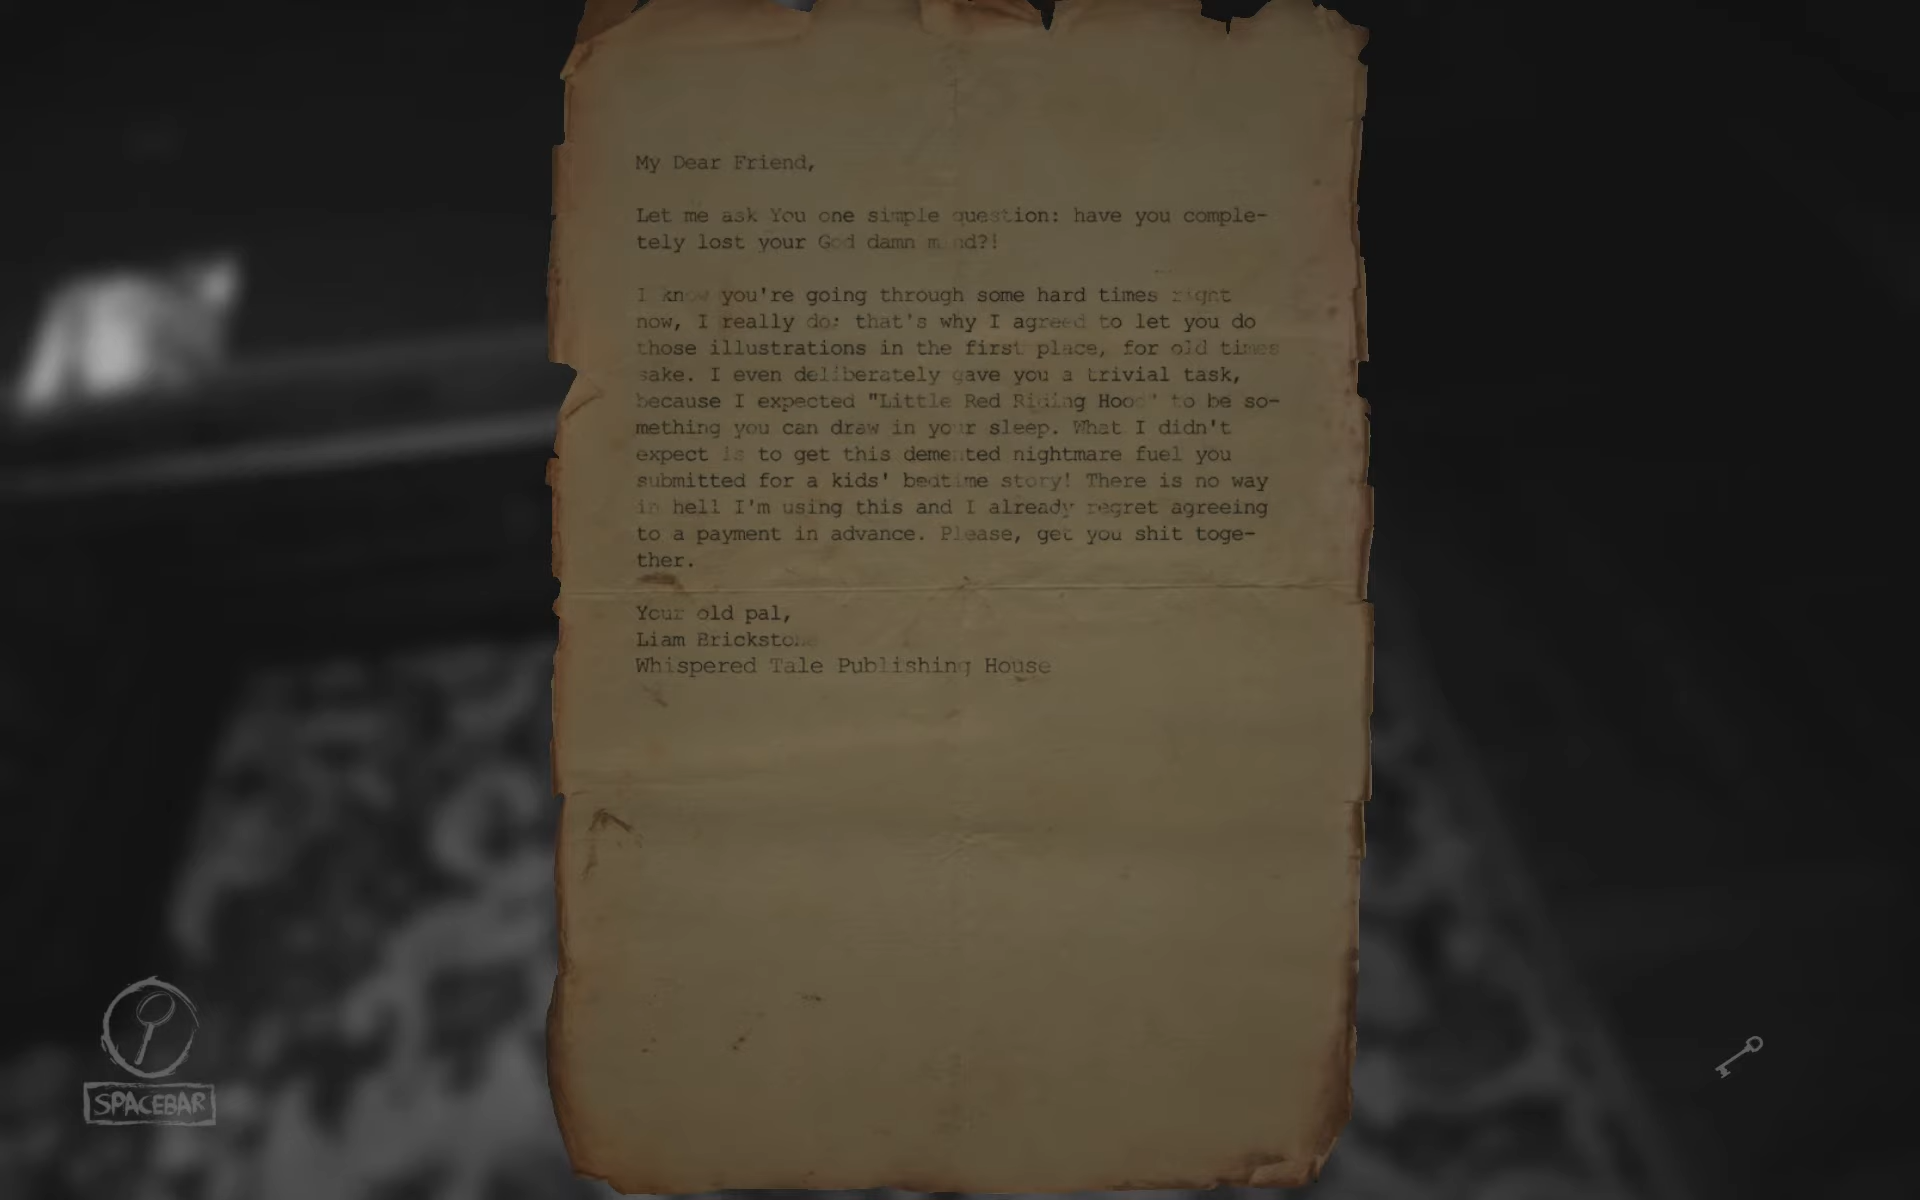 My Dear Friend,
Let me ask You one simple question: have you comple-
tely lost your God damn mind?!
I know you're going through some hard times right
now, I really do: that's why I agreed to let you do
those illustrations in the first place, for old times
sake. I even deliberately gave you a trivial task,
because I expected "Little Red Riding Hood" to be so-
mething you can draw in your sleep. What I didn't
expect is to get this demented nightmare fuel you
submitted for a kids' bedtime story! There is no way
in hell I'm using this and I already regret agreeing
to a payment in advance. Please, get you shit toge-
ther.
Your old pal,
Liam Brickstone
Whispered Tale Publishing House
SPACEBAR